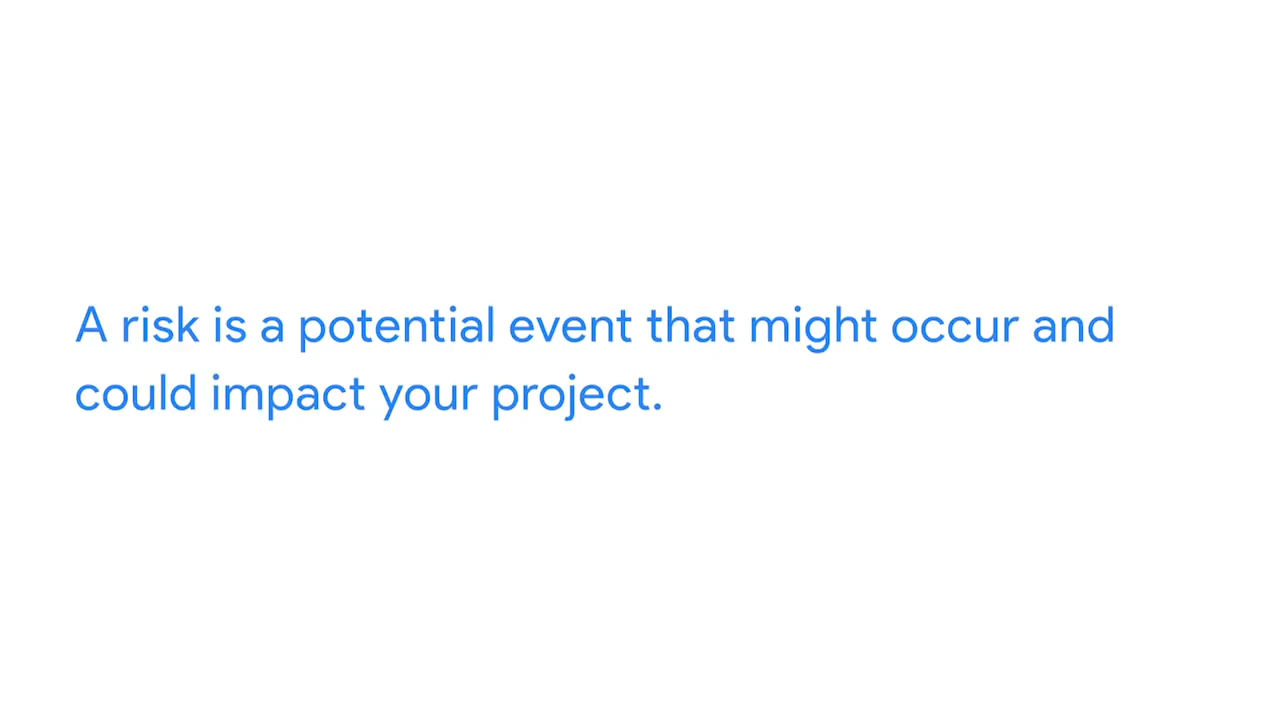 A risk is a potential event that might occur and
could impact your project.